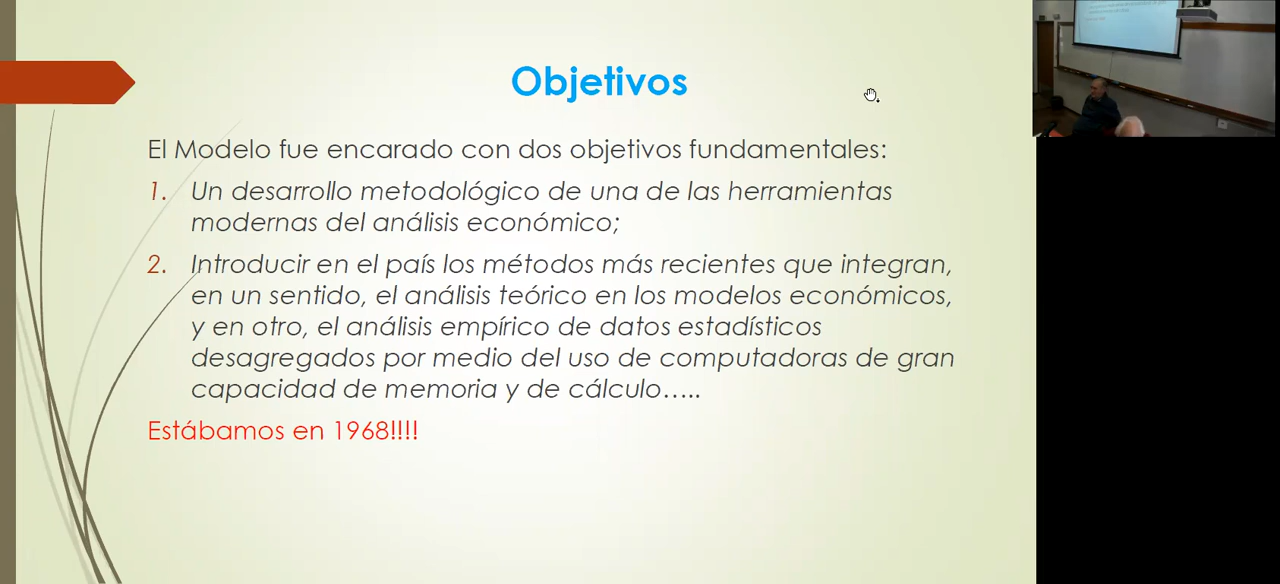 Objetivos
El Modelo fue encarado con dos objetivos fundamentales:
1. Un desarrollo metodológico de una de las herramientas
modernas del análisis económico;
2. Introducir en el país los métodos más recientes que integran,
en un sentido, el análisis teórico en los modelos económicos,
y en otro, el análisis empírico de datos estadísticos
desagregados por medio del uso de computadoras de gran
capacidad de memoria y de cálculo…..
Estábamos en 1968!!!!